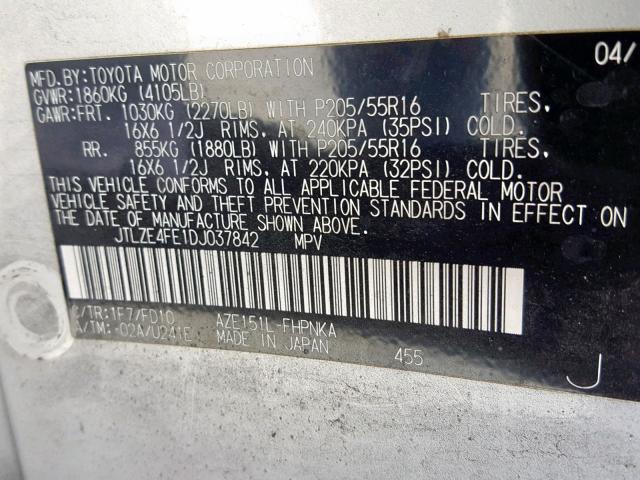 MFD.BY:TOYOTA MOTOR CORPORATION 04/
GVWR:1860KG (4105LB)
GAWR:FRT. 1030KG (2270LB) WITH P205/55R16 TIRES,
16X6 1/2J RIMS. AT 240KPA (35PSI) COLD.
RR. 855KG (1880LB) WITH P205/55R16 TIRES,
16X6 1/2J RIMS. AT 220KPA (32PSI) COLD.
THIS VEHICLE CONFORMS TO ALL APPLICABLE FEDERAL MOTOR
VEHICLE SAFETY AND THEFT PREVENTION STANDARDS IN EFFECT ON
THE DATE OF MANUFACTURE SHOWN ABOVE.
JTLZE4FE1DJ037842 MPV
C/TR:1F7/FD10 AZE151L-FHPNKA
A/TM:-02A/U241E MADE IN JAPAN 455
J